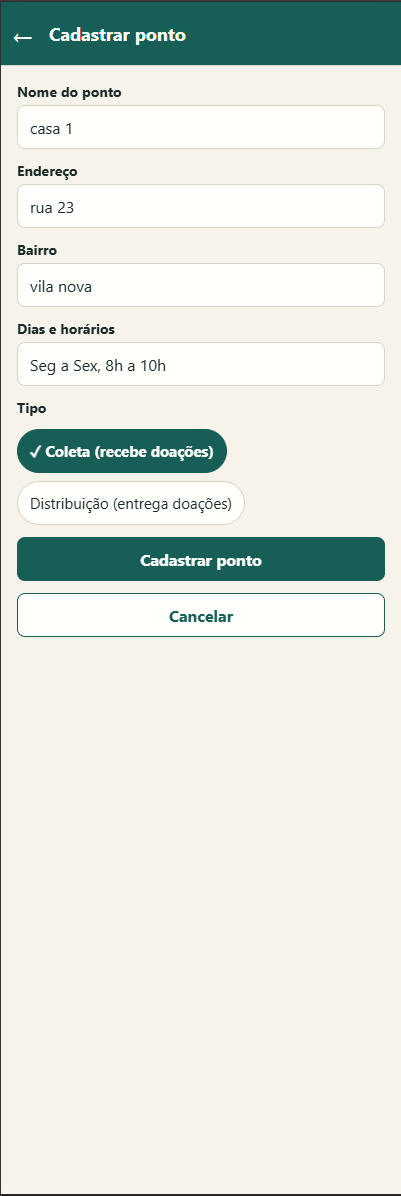 ← Cadastrar ponto
Nome do ponto
casa 1
Endereço
rua 23
Bairro
vila nova
Dias e horários
Seg a Sex, 8h a 10h
Tipo
✓ Coleta (recebe doações)
Distribuição (entrega doações)
Cadastrar ponto
Cancelar